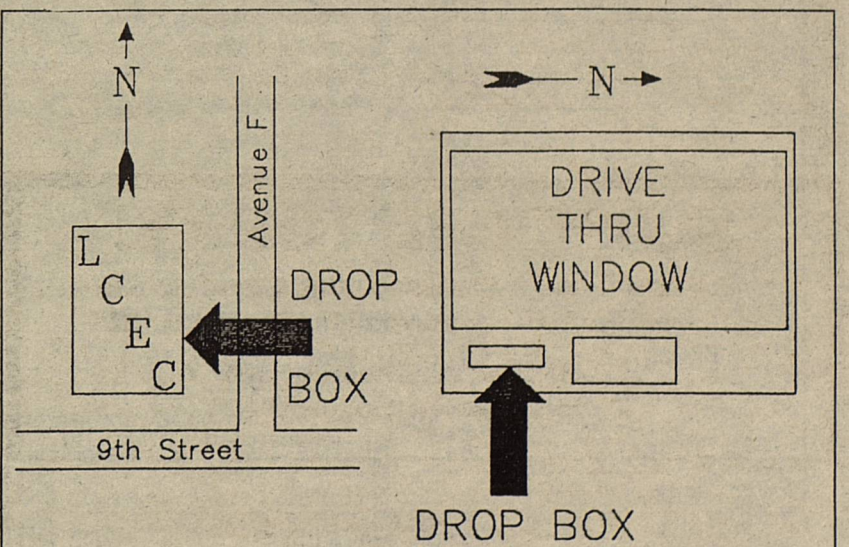 N
Avenue F
L
C
E
C
DROP
BOX
9th Street
N
DRIVE
THRU
WINDOW
DROP BOX